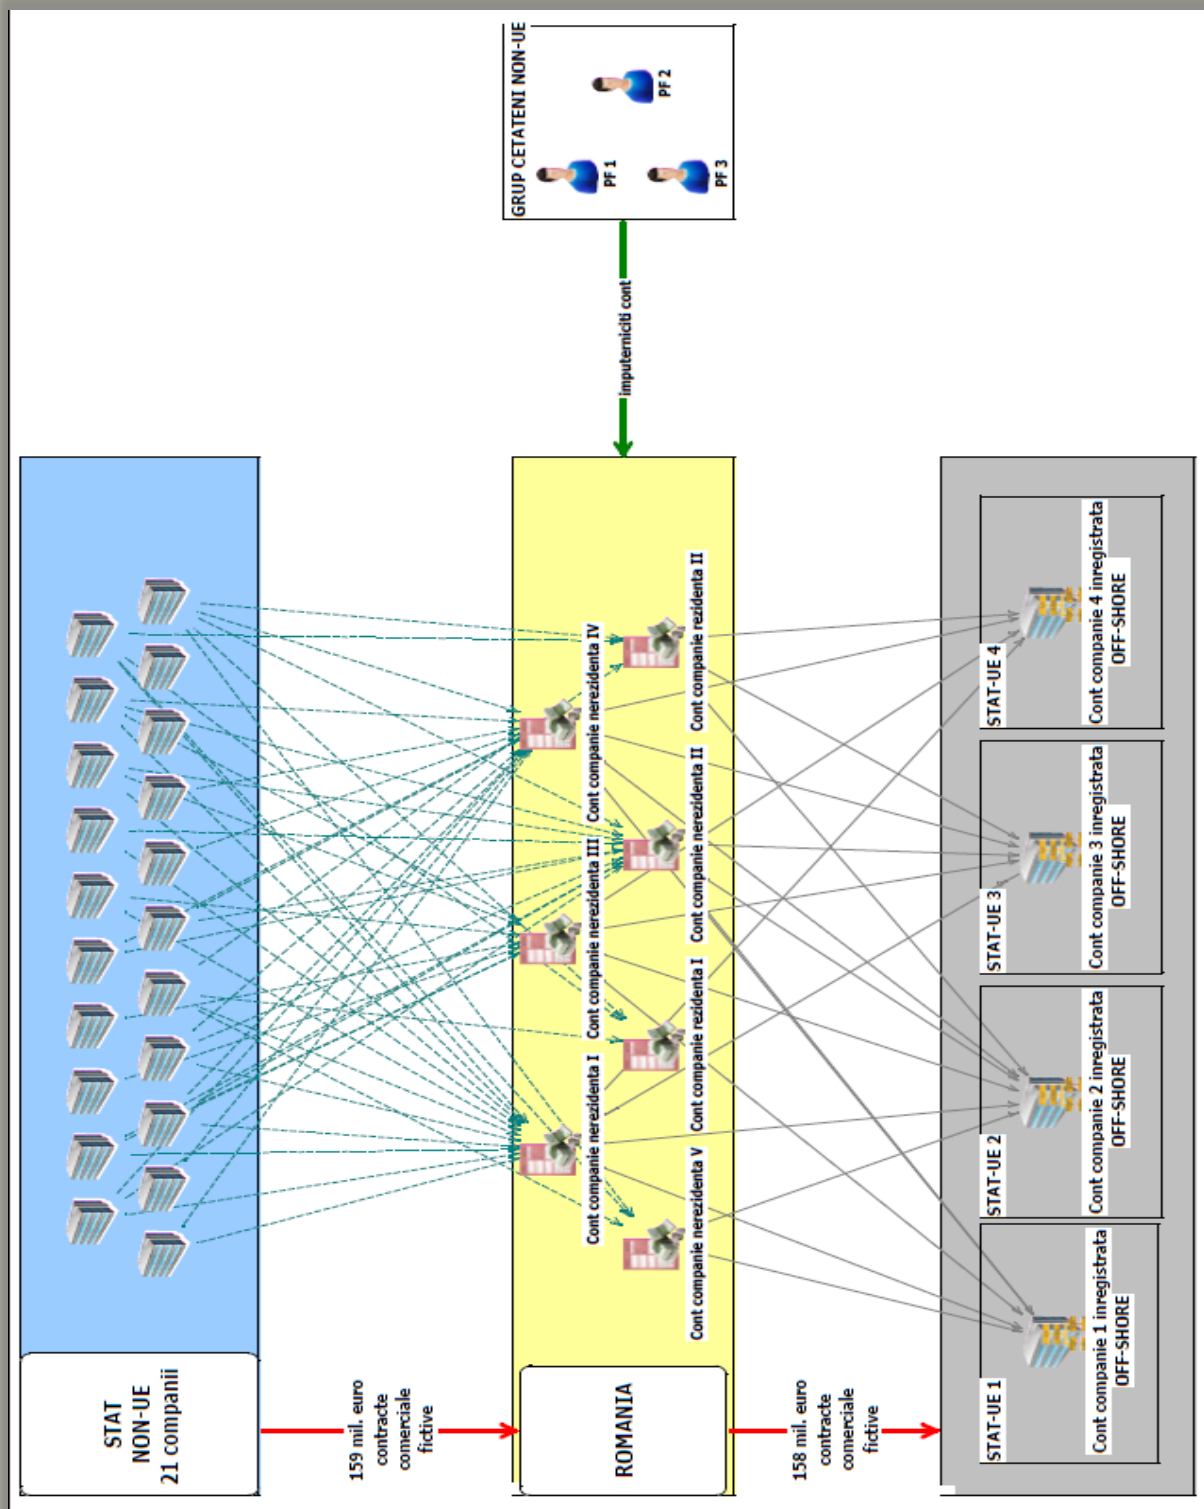 STAT
NON-UE
21 companii
159 mil. euro
contracte
comerciale
fictive
ROMANIA
Cont companie nerezidenta I
Cont companie nerezidenta III
Cont companie nerezidenta IV
Cont companie nerezidenta V
Cont companie rezidenta I
Cont companie nerezidenta II
Cont companie rezidenta II
imputerniciti cont
GRUP CETATENI NON-UE
PF 1
PF 2
PF 3
158 mil. euro
contracte
comerciale
fictive
STAT-UE 1
Cont companie 1 inregistrata
OFF-SHORE
STAT-UE 2
Cont companie 2 inregistrata
OFF-SHORE
STAT-UE 3
Cont companie 3 inregistrata
OFF-SHORE
STAT-UE 4
Cont companie 4 inregistrata
OFF-SHORE